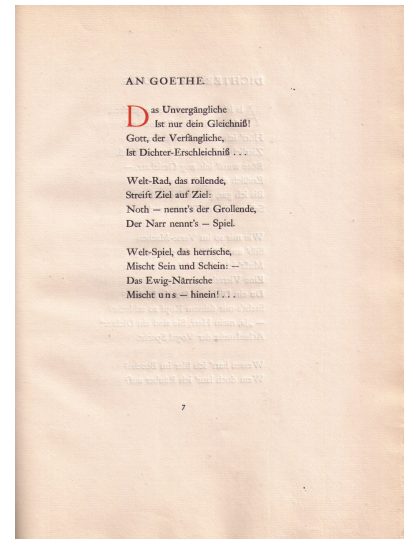 AN GOETHE.
Das Unvergängliche
Ist nur dein Gleichniß!
Gott, der Verfängliche,
Ist Dichter-Erschleichniß . . .
Welt-Rad, das rollende,
Streift Ziel auf Ziel:
Noth — nennt's der Grollende,
Der Narr nennt's — Spiel.
Welt-Spiel, das herrische,
Mischt Sein und Schein: —
Das Ewig-Närrische
Mischt uns — hinein! . . .
7